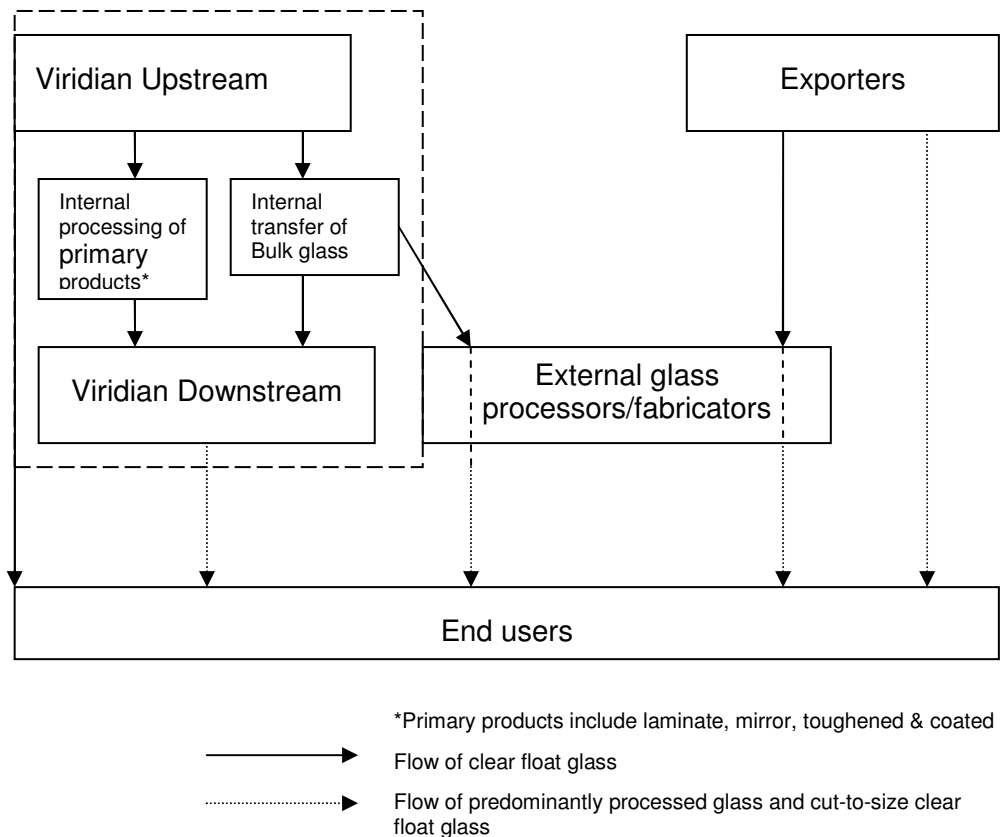 Viridian Upstream
Exporters
Internal
processing of
primary
products*
Internal
transfer of
Bulk glass
Viridian Downstream
External glass
processors/fabricators
End users
*Primary products include laminate, mirror, toughened & coated
Flow of clear float glass
Flow of predominantly processed glass and cut-to-size clear
float glass